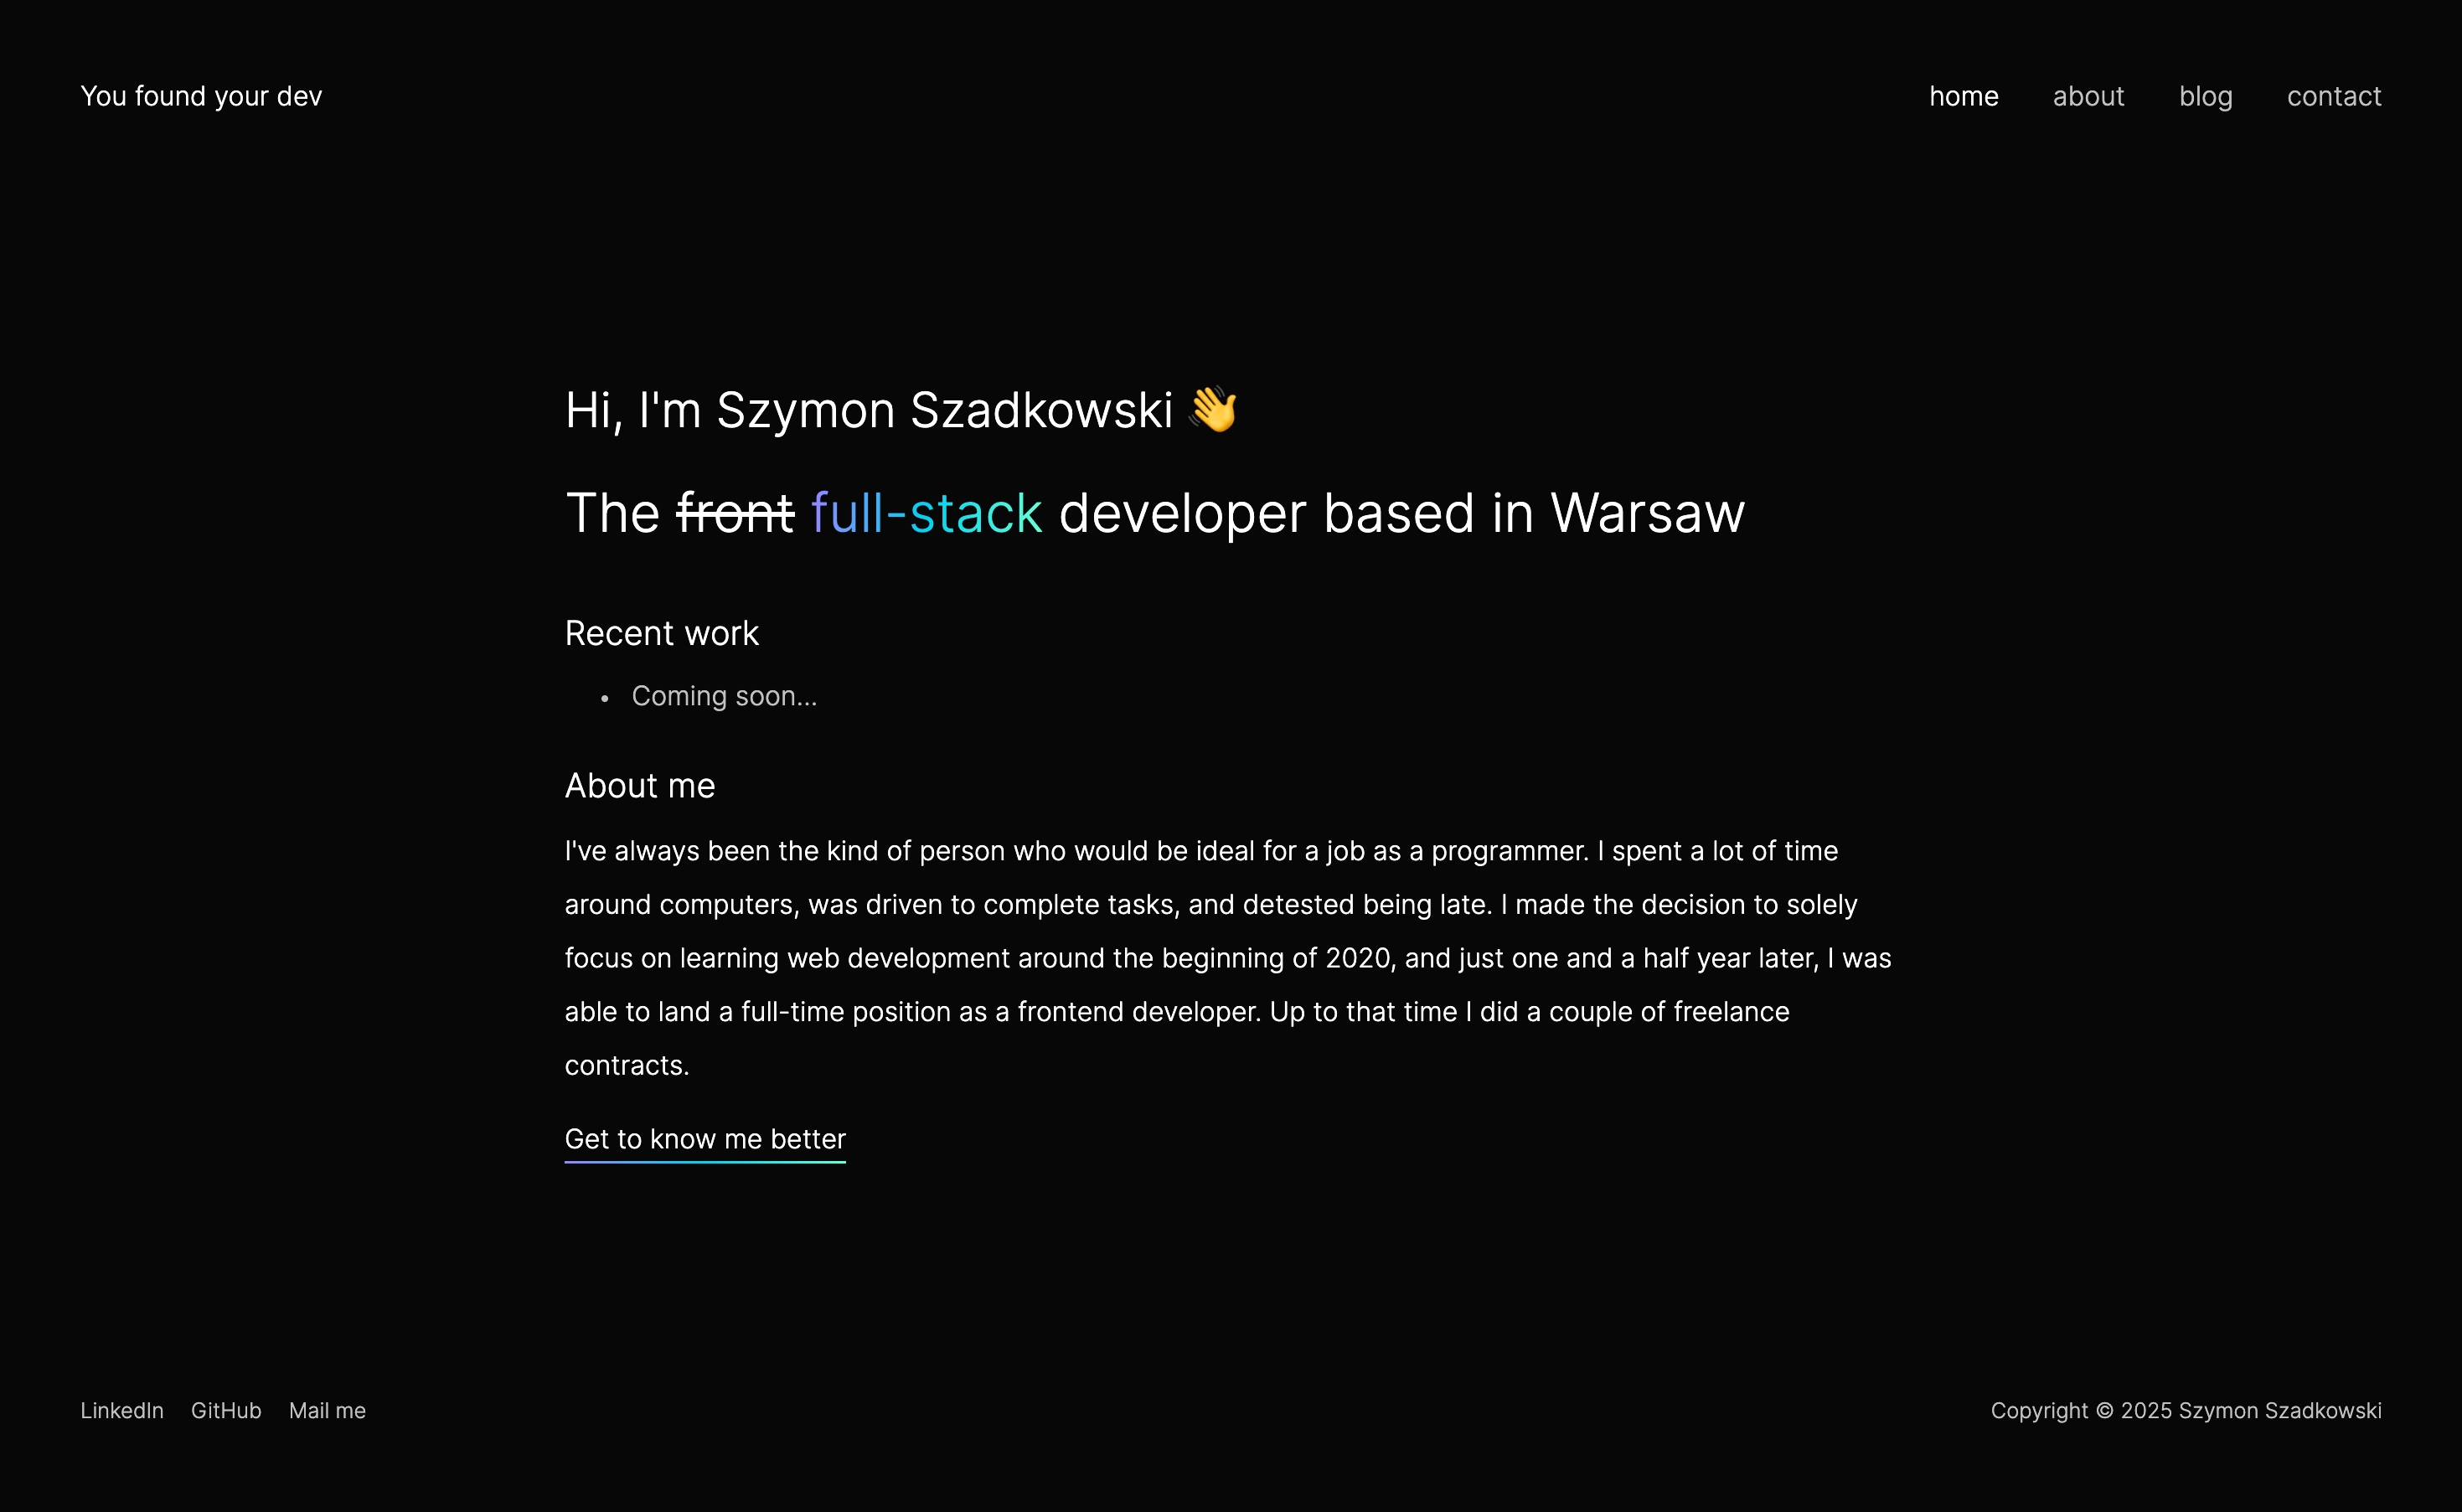 You found your dev
home about blog contact
Hi, I'm Szymon Szadkowski 👋
The front full-stack developer based in Warsaw
Recent work
• Coming soon...
About me
I've always been the kind of person who would be ideal for a job as a programmer. I spent a lot of time
around computers, was driven to complete tasks, and detested being late. I made the decision to solely
focus on learning web development around the beginning of 2020, and just one and a half year later, I was
able to land a full-time position as a frontend developer. Up to that time I did a couple of freelance
contracts.
Get to know me better
LinkedIn GitHub Mail me
Copyright © 2025 Szymon Szadkowski